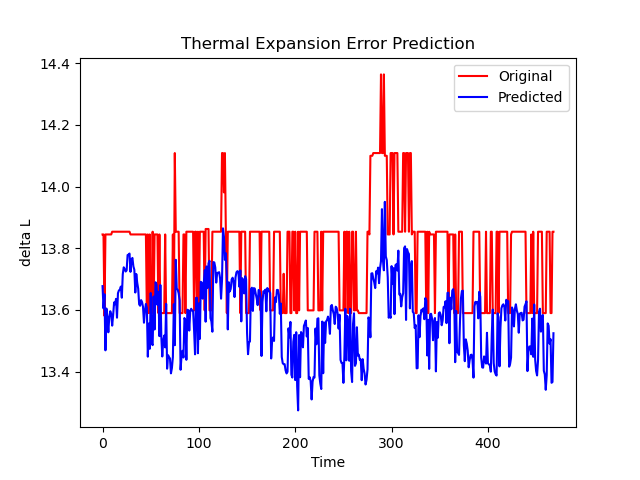 Thermal Expansion Error Prediction
Original
Predicted
14.4
14.2
14.0
13.8
13.6
13.4
delta L
0 100 200 300 400
Time